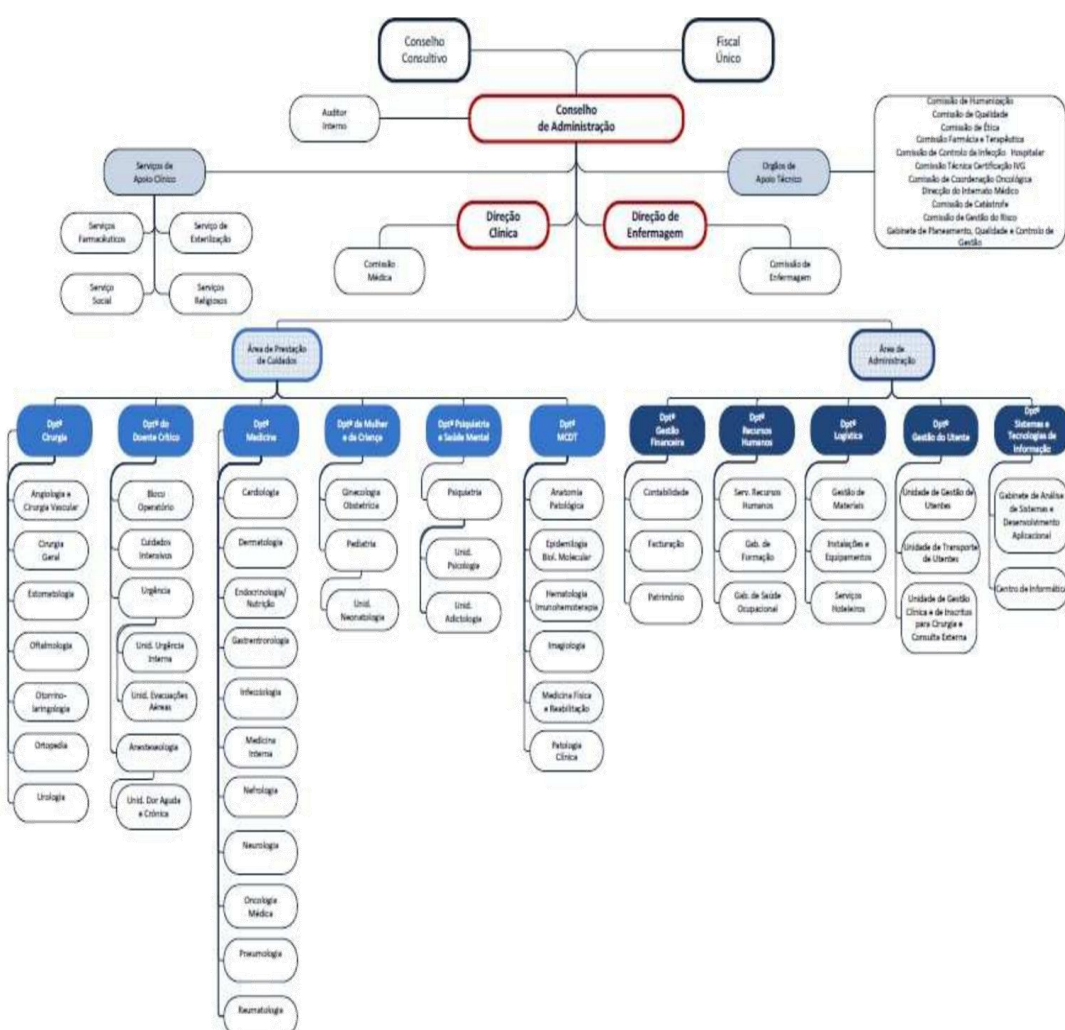 Conselho
Consultivo
Fiscal
Único
Auditor
Interno
Conselho
de Administração
Comissão de Humanização
Comissão de Qualidade
Comissão de Ética
Comissão Farmácia e Terapêutica
Comissão de Controlo da Infecção Hospitalar
Comissão Técnica Certificação IVG
Comissão de Coordenação Oncológica
Direcção do Internato Médico
Comissão de Catástrofe
Comissão de Gestão do Risco
Gabinete de Planeamento, Qualidade e Controlo de
Gestão
Serviços de
Apoio Clínico
Orgãos de
Apoio Técnico
Serviços
Farmacêuticos
Serviço de
Esterilização
Serviço
Social
Serviços
Religiosos
Direção
Clínica
Direção de
Enfermagem
Comissão
Médica
Comissão de
Enfermagem
Área de Prestação
de Cuidados
Área de
Administração
Dptº
Cirurgia
Angiologia e
Cirurgia Vascular
Cirurgia
Geral
Estometologia
Oftalmologia
Otorrino-
laringologia
Ortopedia
Urologia
Dptº do
Doente Crítico
Bloco
Operatório
Cuidados
Intensivos
Urgência
Unid. Urgência
Interna
Unid. Evacuações
Aéreas
Anestesiologia
Unid. Dor Aguda
e Crónica
Dptº
Medicina
Cardiologia
Dermatologia
Endocrinologia/
Nutrição
Gastrentrorologia
Infecciologia
Medicina
Interna
Nefrologia
Neurologia
Oncologia
Médica
Pneumologia
Reumatologia
Dptº da Mulher
e da Criança
Ginecologia
Obstetrícia
Pediatria
Unid.
Neonatologia
Dptº Psiquiatria
e Saúde Mental
Psiquiatria
Unid.
Psicologia
Unid.
Adictologia
Dptº
MCDT
Anatomia
Patológica
Epidemilogia
Biol. Molecular
Hematologia
Imunohemoterapia
Imagiologia
Medicina Física
e Reabilitação
Patologia
Clínica
Dptº
Gestão
Financeira
Contabilidade
Facturação
Património
Dptº
Recursos
Humanos
Serv. Recursos
Humanos
Gab. de
Formação
Gab. de Saúde
Ocupacional
Dptº
Logística
Gestão de
Materiais
Instalações e
Equipamentos
Serviços
Hoteleiros
Dptº
Gestão do Utente
Unidade de Gestão de
Utentes
Unidade de Transporte
de Utentes
Unidade de Gestão
Clínica e de Inscritos
para Cirurgia e
Consulta Externa
Dptº
Sistemas e
Tecnologias de
Informação
Gabinete de Análise
de Sistemas e
Desenvolvimento
Aplicacional
Centro de Informática